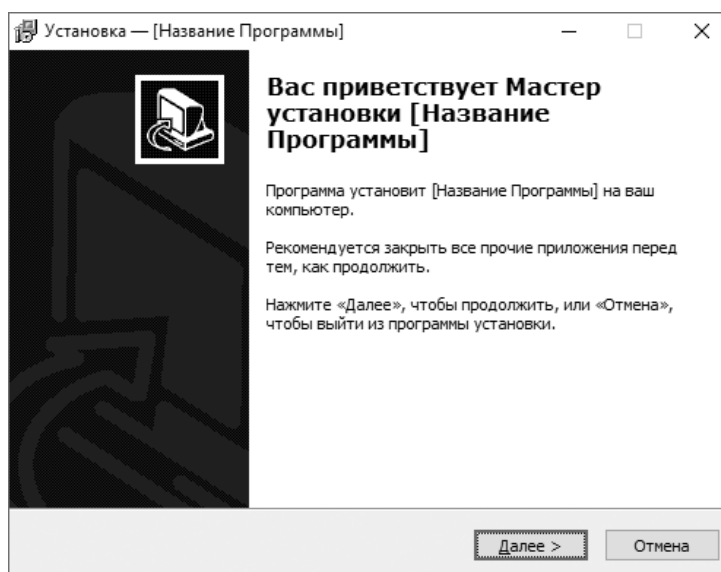 Установка — [Название Программы]
Вас приветствует Мастер
установки [Название
Программы]
Программа установит [Название Программы] на ваш
компьютер.
Рекомендуется закрыть все прочие приложения перед
тем, как продолжить.
Нажмите «Далее», чтобы продолжить, или «Отмена»,
чтобы выйти из программы установки.
Далее >
Отмена